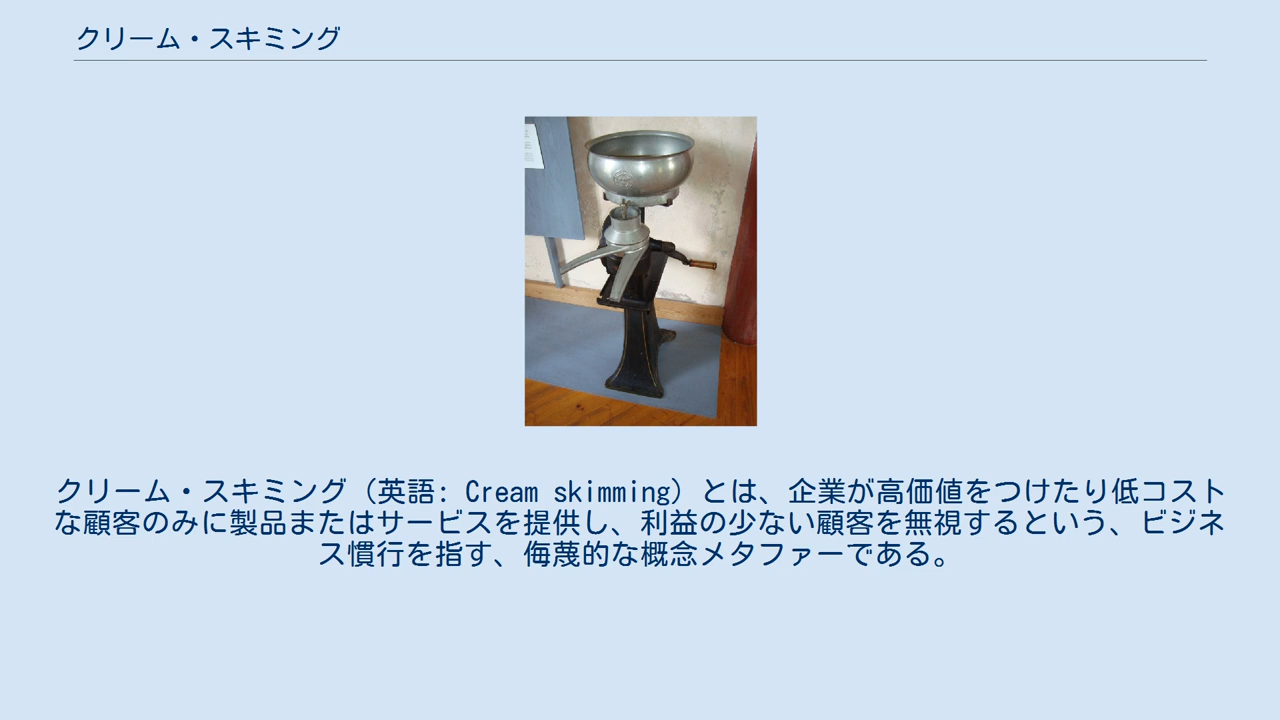 クリーム・スキミング
クリーム・スキミング（英語: Cream skimming）とは、企業が高価値をつけたり低コスト
な顧客のみに製品またはサービスを提供し、利益の少ない顧客を無視するという、ビジネ
ス慣行を指す、侮蔑的な概念メタファーである。